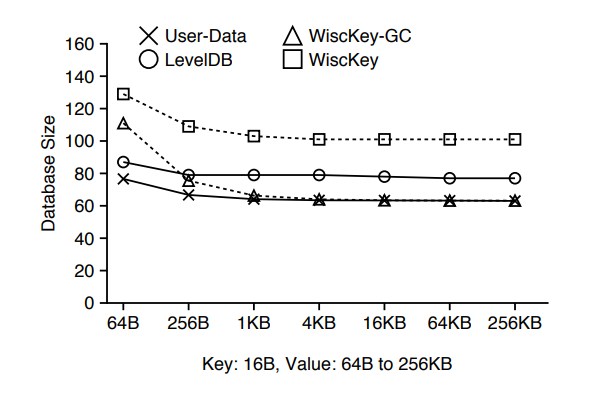 User-Data WiscKey-GC
LevelDB WiscKey
160
140
120
100
80
60
40
20
0
Database Size
64B 256B 1KB 4KB 16KB 64KB 256KB
Key: 16B, Value: 64B to 256KB